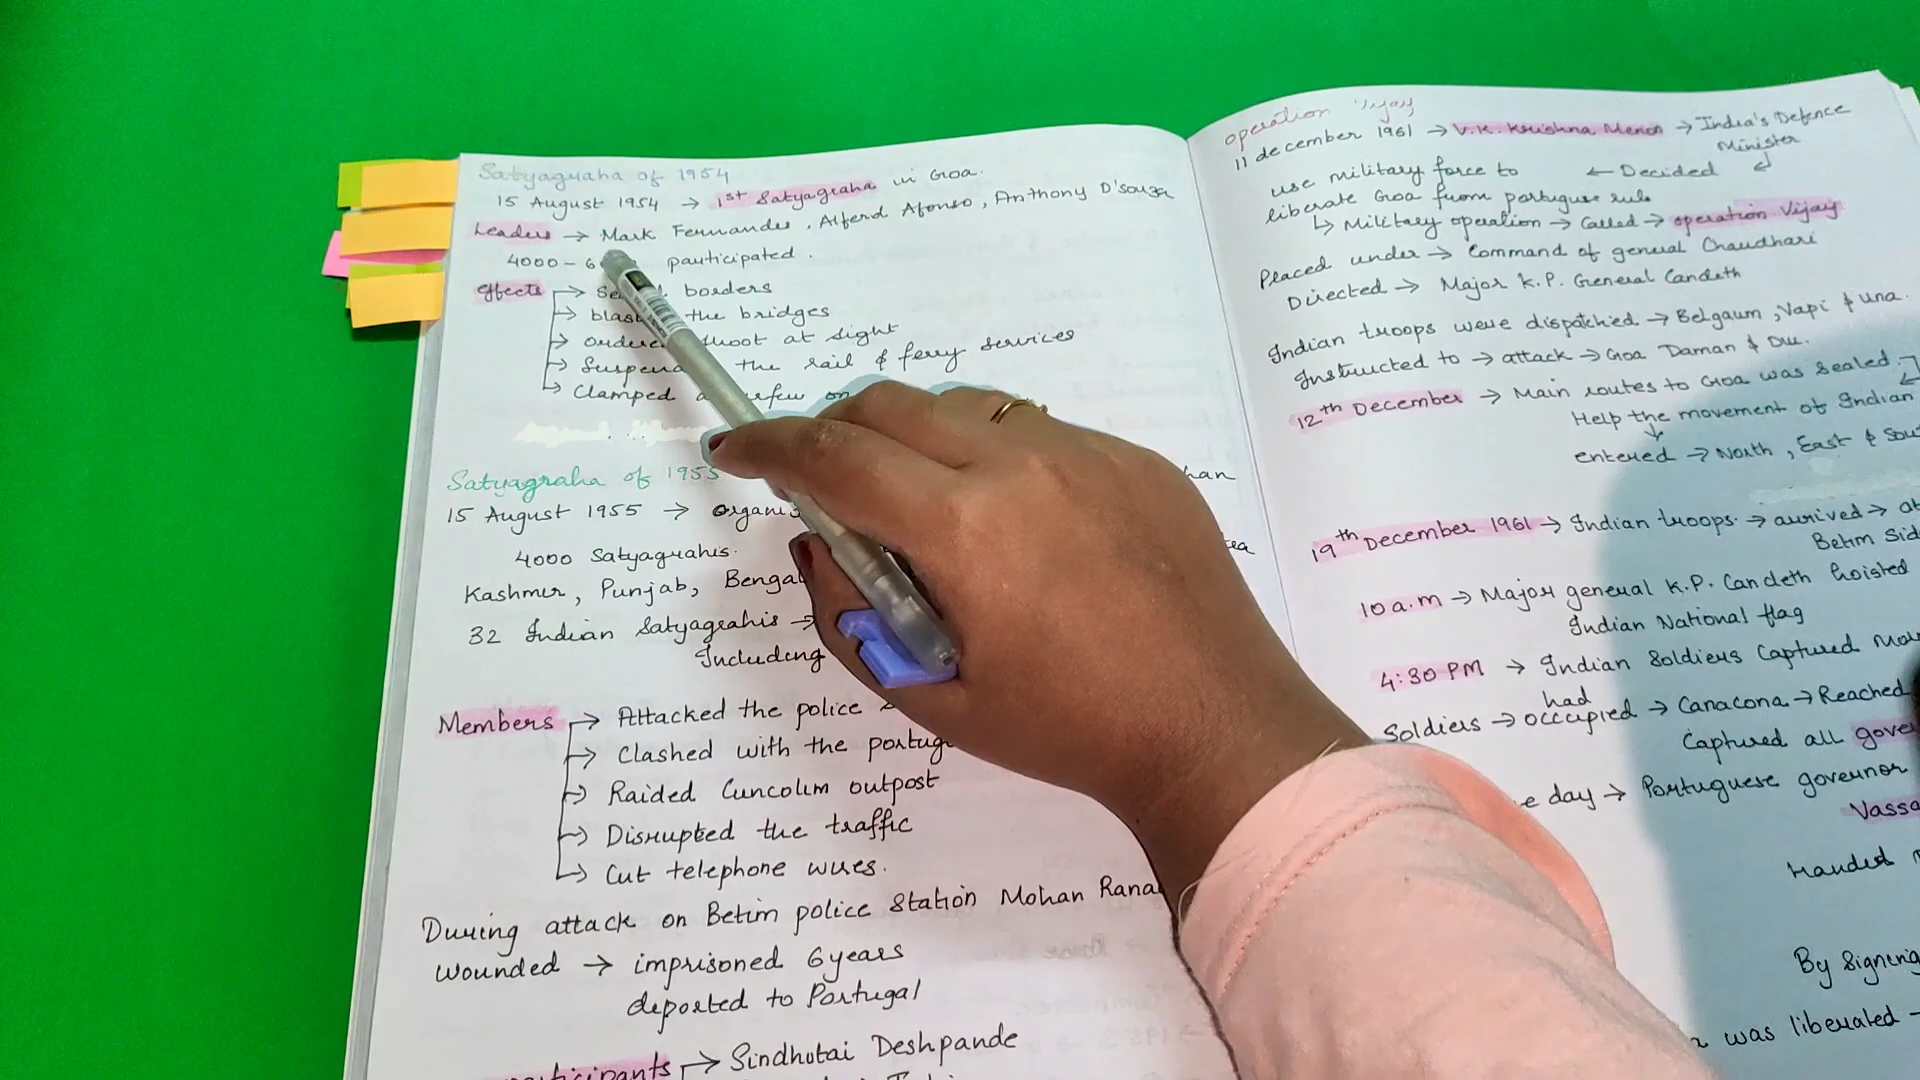 Satyagraha of 1954
15 August 1954 → 1st Satyagraha in Goa.
Leaders → Mark Fernandes, Alferd Afonso, Anthony D'souza
4000 - participated.
effects → borders
→ the bridges
→ shoot at sight
→ the rail & ferry services
→ Clamped on
Satyagraha of 1955
15 August 1955 →
4000 Satyagrahis.
Kashmir, Punjab,
32 Indian Satyagrahis →
Including
Members → Attacked the police
→ Clashed with the
→ Raided Cuncolim outpost
→ Disrupted the traffic
→ Cut telephone wires.
During attack on Betim police Station Mohan
wounded → imprisoned 6 years
deported to Portugal
→ Sindhutai Deshpande
operation Vijay
11 december 1961 → V.K. Krishna Menon → India's Defence
Minister
use military force to ← Decided
liberate Goa from portuguse rule
↳ Military operation → Called → operation Vijay
Placed under → Command of general Chaudhari
Directed → Major K.P. General Candeth
Indian troops were dispatched → Belgaum, Vapi & Una.
Instructed to → attack → Goa Daman & Diu.
12th December → Main routes to Goa was sealed.
Help the movement of Indian
entered → North, East &
19th December 1961 → Indian troops → arrived → at
Betim
10 a.m → Major general K.P. Candeth hoisted
Indian National flag
4:30 PM → Indian Soldiers Captured
had
Soldiers → occupied → Canacona → Reached
Captured all
day → Portuguese governor
By
was liberated →